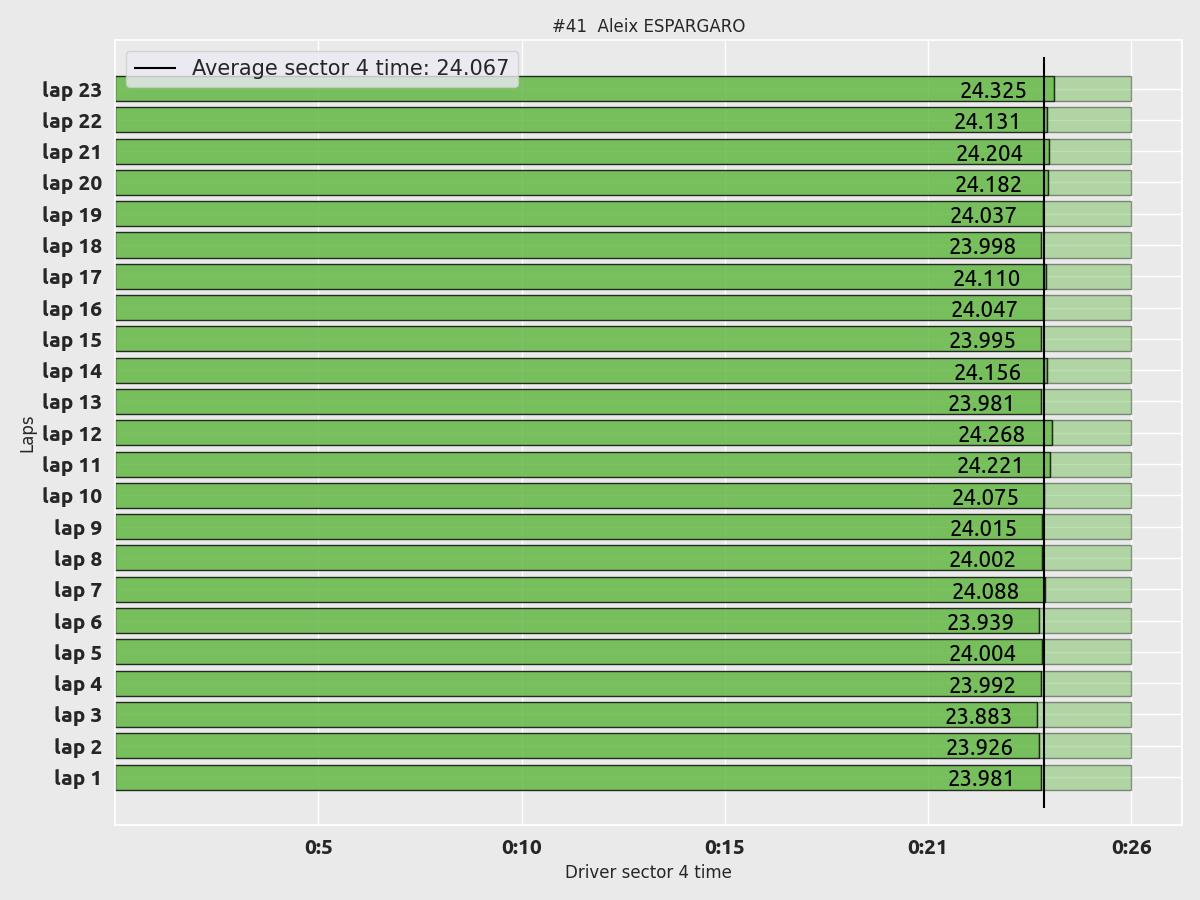 #41 Aleix ESPARGARO
Average sector 4 time: 24.067
lap 23 24.325
lap 22 24.131
lap 21 24.204
lap 20 24.182
lap 19 24.037
lap 18 23.998
lap 17 24.110
lap 16 24.047
lap 15 23.995
lap 14 24.156
lap 13 23.981
lap 12 24.268
lap 11 24.221
lap 10 24.075
lap 9 24.015
lap 8 24.002
lap 7 24.088
lap 6 23.939
lap 5 24.004
lap 4 23.992
lap 3 23.883
lap 2 23.926
lap 1 23.981
Laps
0:5 0:10 0:15 0:21 0:26
Driver sector 4 time